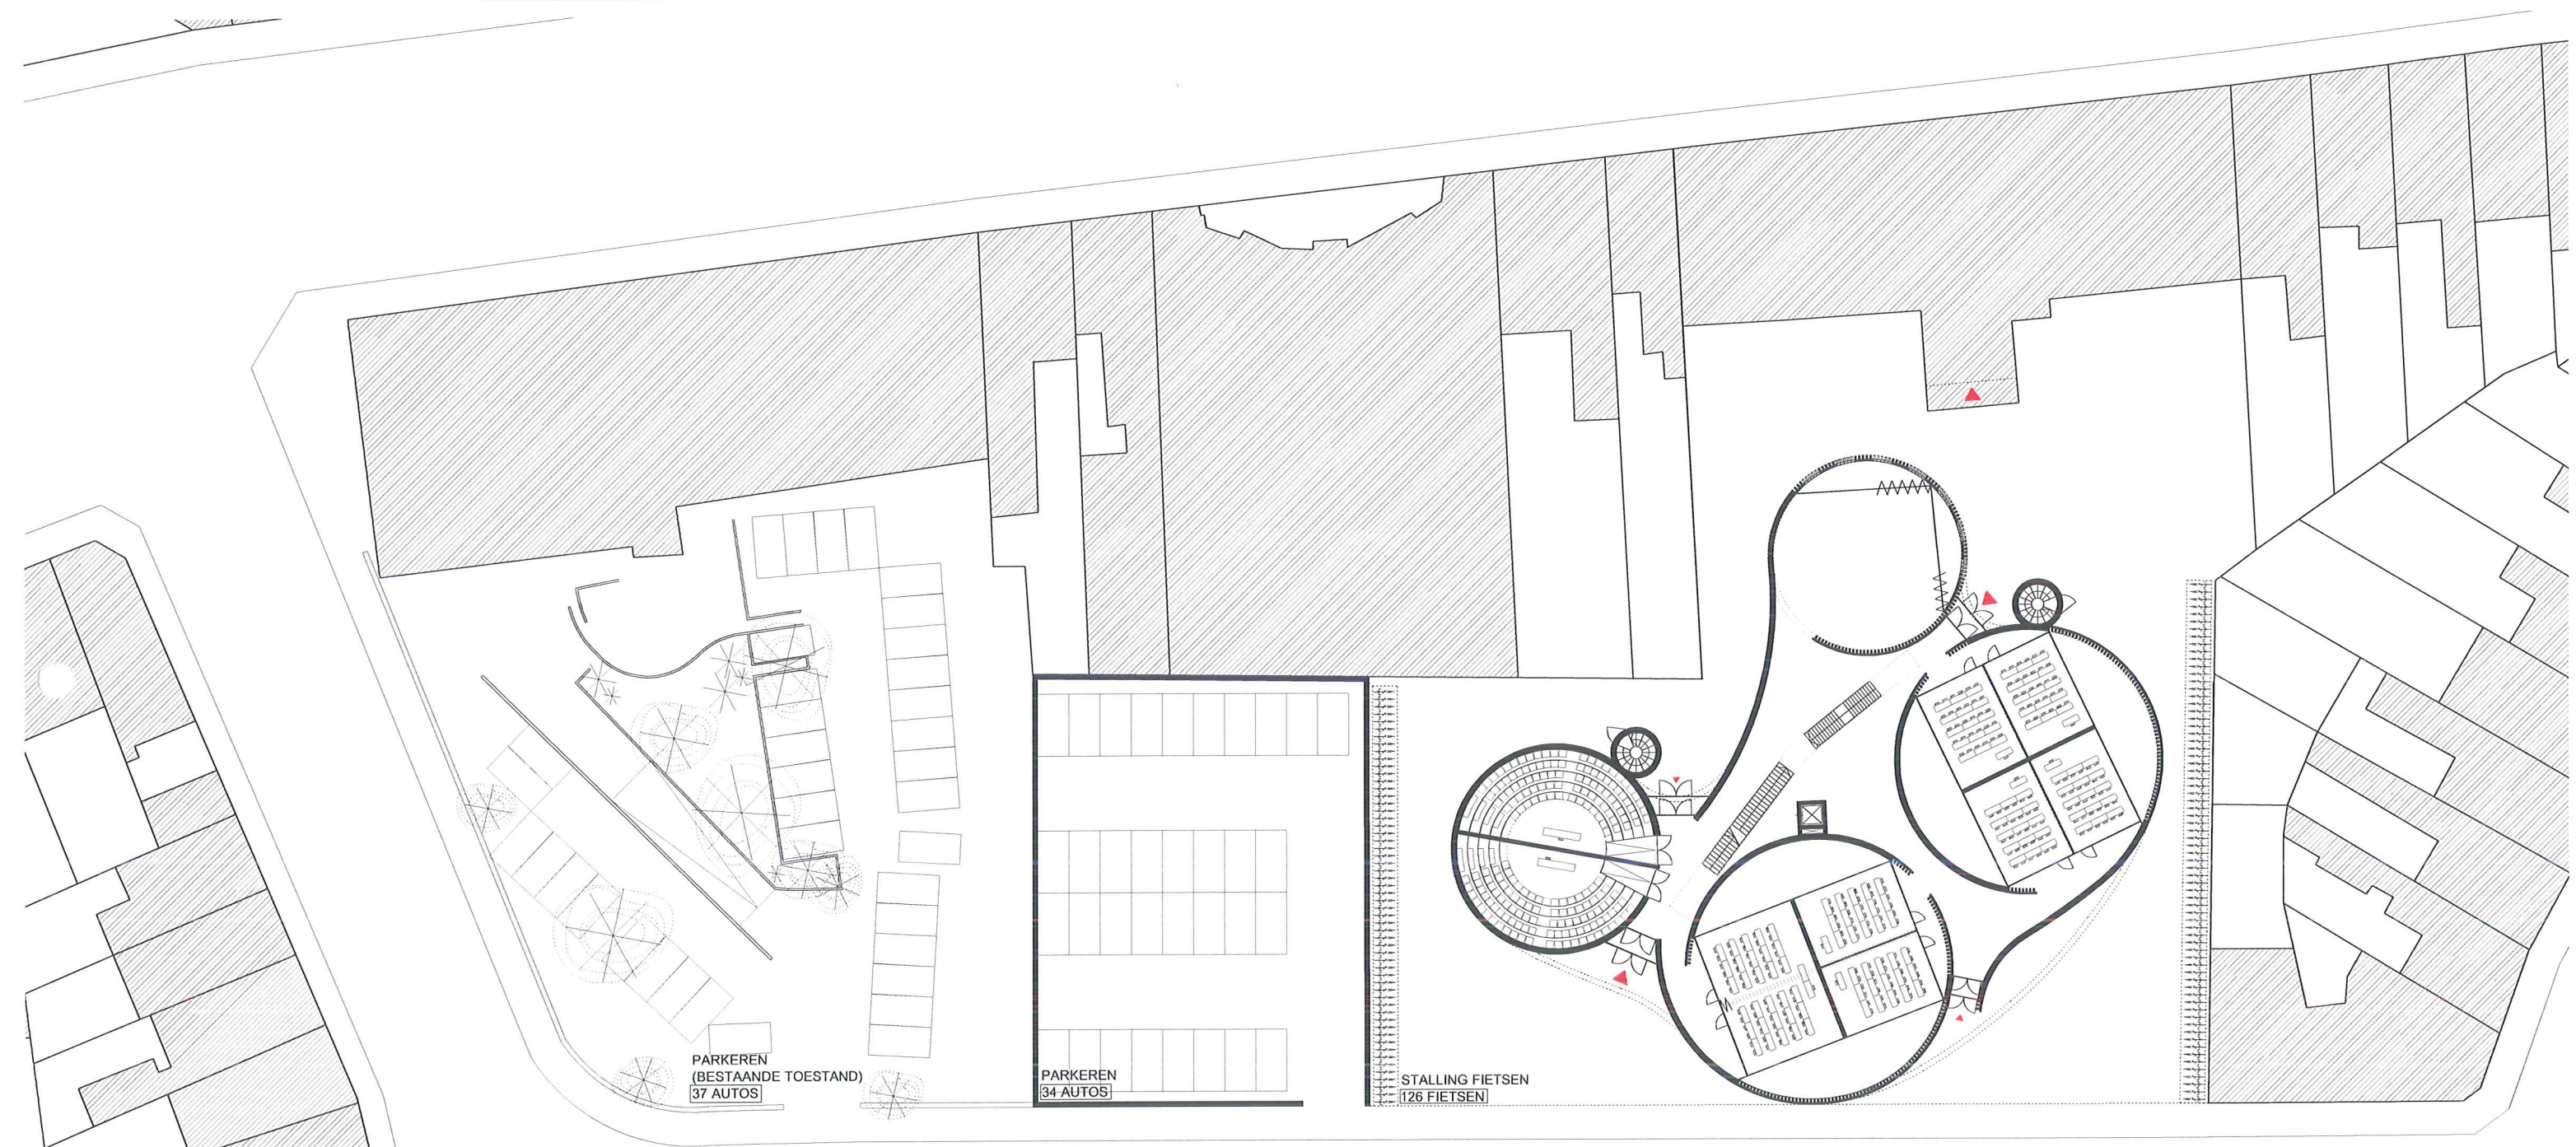 PARKEREN
(BESTAANDE TOESTAND)
37 AUTOS
PARKEREN
34 AUTOS
STALLING FIETSEN
126 FIETSEN